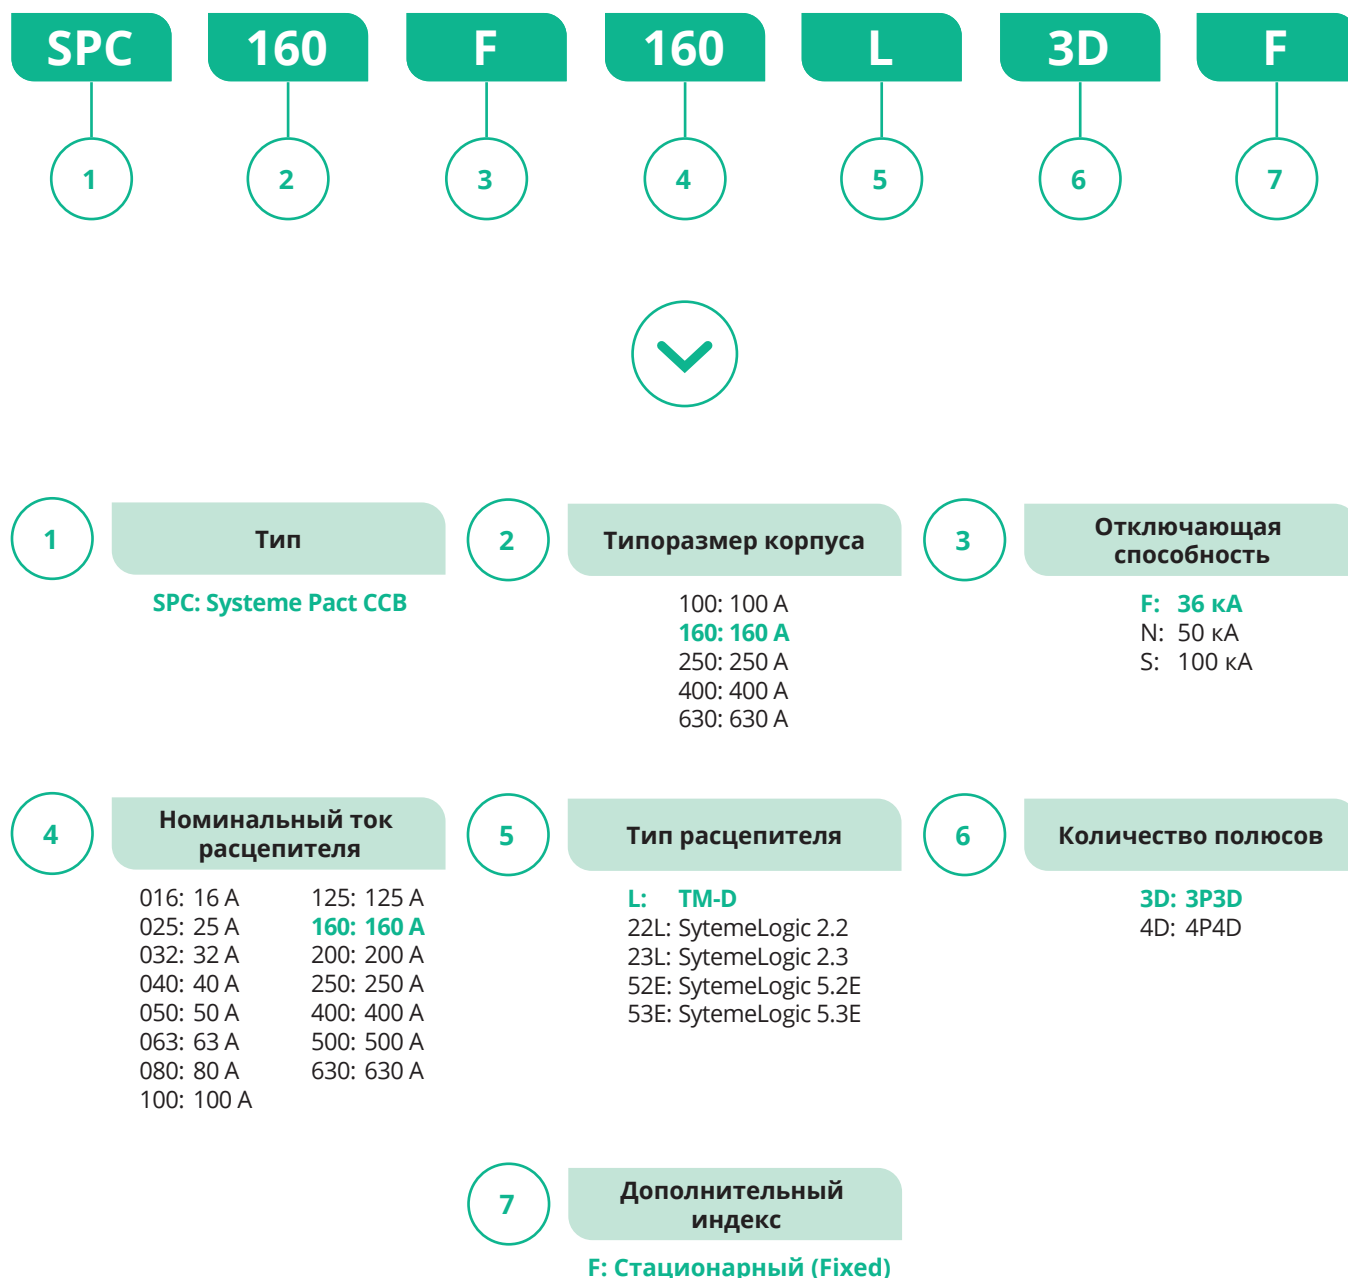 SPC 160 F 160 L 3D F
1 2 3 4 5 6 7
1 Тип
SPC: Systeme Pact CCB
2 Типоразмер корпуса
100: 100 А
160: 160 А
250: 250 А
400: 400 А
630: 630 А
3 Отключающая
способность
F: 36 кА
N: 50 кА
S: 100 кА
4 Номинальный ток
расцепителя
016: 16 А
025: 25 А
032: 32 А
040: 40 А
050: 50 А
063: 63 А
080: 80 А
100: 100 А
125: 125 А
160: 160 А
200: 200 А
250: 250 А
400: 400 А
500: 500 А
630: 630 А
5 Тип расцепителя
L: TM-D
22L: SytemeLogic 2.2
23L: SytemeLogic 2.3
52E: SytemeLogic 5.2E
53E: SytemeLogic 5.3E
6 Количество полюсов
3D: 3P3D
4D: 4P4D
7 Дополнительный
индекс
F: Стационарный (Fixed)